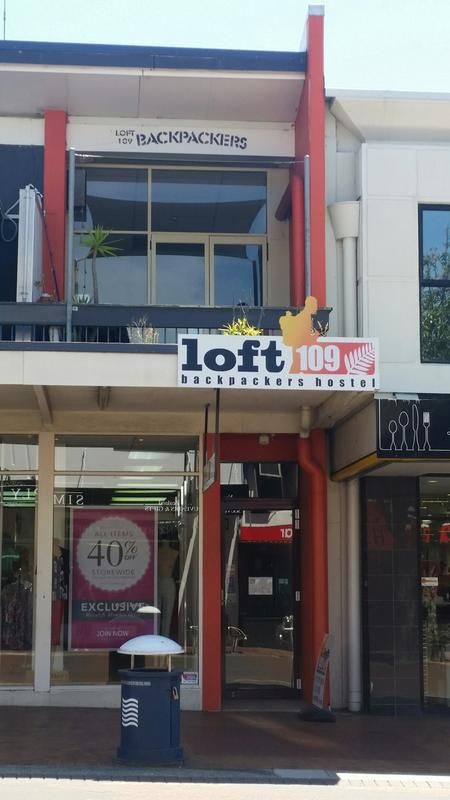 LOFT
109 BACKPACKERS
loft 109
backpackers hostel
ALL ITEMS
40% OFF
STOREWIDE
EXCLUSIVE
JOIN NOW